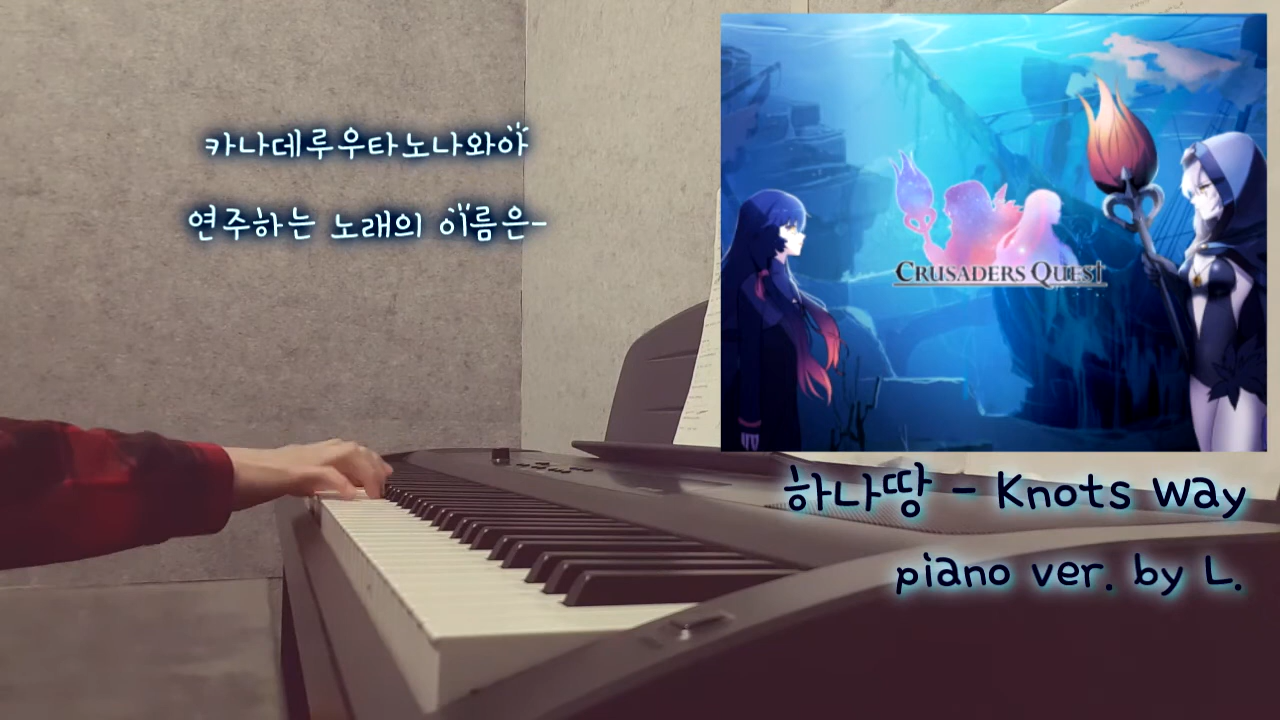 카나데루우타노나와아
연주하는 노래의 이름은-
CRUSADERS QUEST
하나땅 - Knots Way
piano ver. by L.